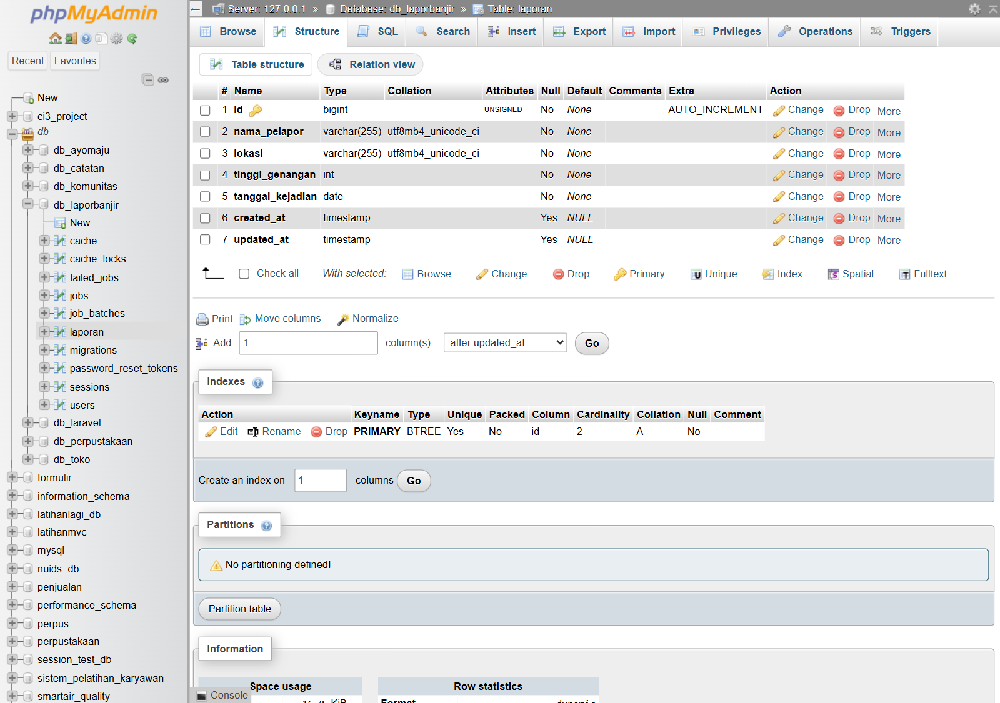 phpMyAdmin
Recent Favorites
New
ci3_project
db
db_ayomaju
db_catatan
db_komunitas
db_laporbanjir
New
cache
cache_locks
failed_jobs
jobs
job_batches
laporan
migrations
password_reset_tokens
sessions
users
db_laravel
db_perpustakaan
db_toko
formulir
information_schema
latihanlagi_db
latihanmvc
mysql
nuids_db
penjualan
performance_schema
perpus
perpustakaan
session_test_db
sistem_pelatihan_karyawan
smartair_quality
Server: 127.0.0.1 » Database: db_laporbanjir » Table: laporan
Browse Structure SQL Search Insert Export Import Privileges Operations Triggers
Table structure Relation view
# Name Type Collation Attributes Null Default Comments Extra Action
1 id bigint UNSIGNED No None AUTO_INCREMENT Change Drop More
2 nama_pelapor varchar(255) utf8mb4_unicode_ci No None Change Drop More
3 lokasi varchar(255) utf8mb4_unicode_ci No None Change Drop More
4 tinggi_genangan int No None Change Drop More
5 tanggal_kejadian date No None Change Drop More
6 created_at timestamp Yes NULL Change Drop More
7 updated_at timestamp Yes NULL Change Drop More
Check all With selected: Browse Change Drop Primary Unique Index Spatial Fulltext
Print Move columns Normalize
Add 1 column(s) after updated_at Go
Indexes
Action Keyname Type Unique Packed Column Cardinality Collation Null Comment
Edit Rename Drop PRIMARY BTREE Yes No id 2 A No
Create an index on 1 columns Go
Partitions
No partitioning defined!
Partition table
Information
Space usage Row statistics
Console 16.0 KiB Format dynamic